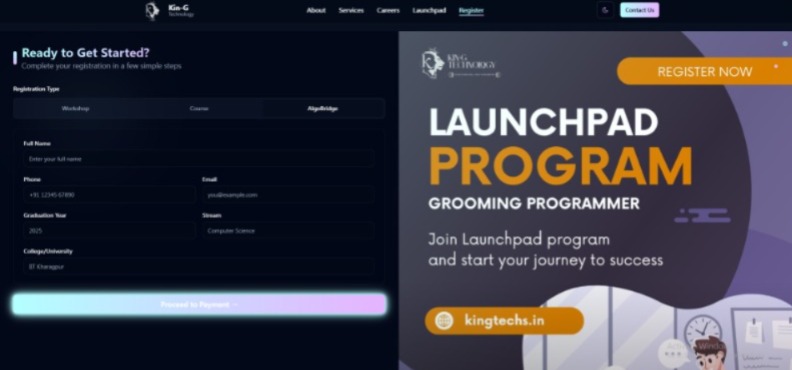 Kin-G
Technology
About Services Careers Launchpad Register
Contact Us
Ready to Get Started?
Complete your registration in a few simple steps
Registration Type
Workshop Course AlgoBridge
Full Name
Enter your full name
Phone Email
+91 12345 67890 you@example.com
Graduation Year Stream
2025 Computer Science
College/University
IIT Kharagpur
Proceed to Payment →
KIN-G
TECHNOLOGY
REGISTER NOW
LAUNCHPAD
PROGRAM
GROOMING PROGRAMMER
Join Launchpad program
and start your journey to success
kingtechs.in